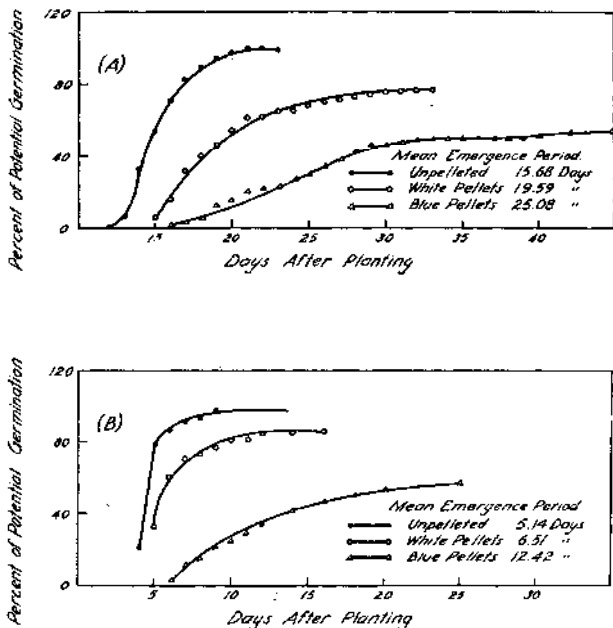 120
80
40
0
Percent of Potential Germination
(A)
Mean Emergence Period
Unpelleted 15.68 Days
White Pellets 19.59 "
Blue Pellets 25.08 "
15 20 25 30 35 40
Days After Planting
120
80
40
0
Percent of Potential Germination
(B)
Mean Emergence Period
Unpelleted 5.14 Days
White Pellets 6.51 "
Blue Pellets 12.42 "
5 10 15 20 25 30
Days After Planting